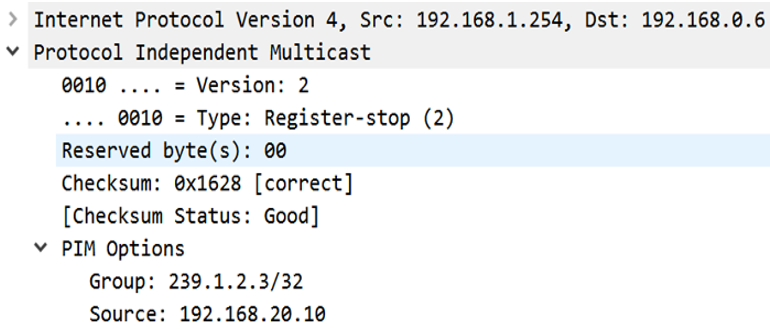 Internet Protocol Version 4, Src: 192.168.1.254, Dst: 192.168.0.6
Protocol Independent Multicast
0010 .... = Version: 2
.... 0010 = Type: Register-stop (2)
Reserved byte(s): 00
Checksum: 0x1628 [correct]
[Checksum Status: Good]
PIM Options
Group: 239.1.2.3/32
Source: 192.168.20.10